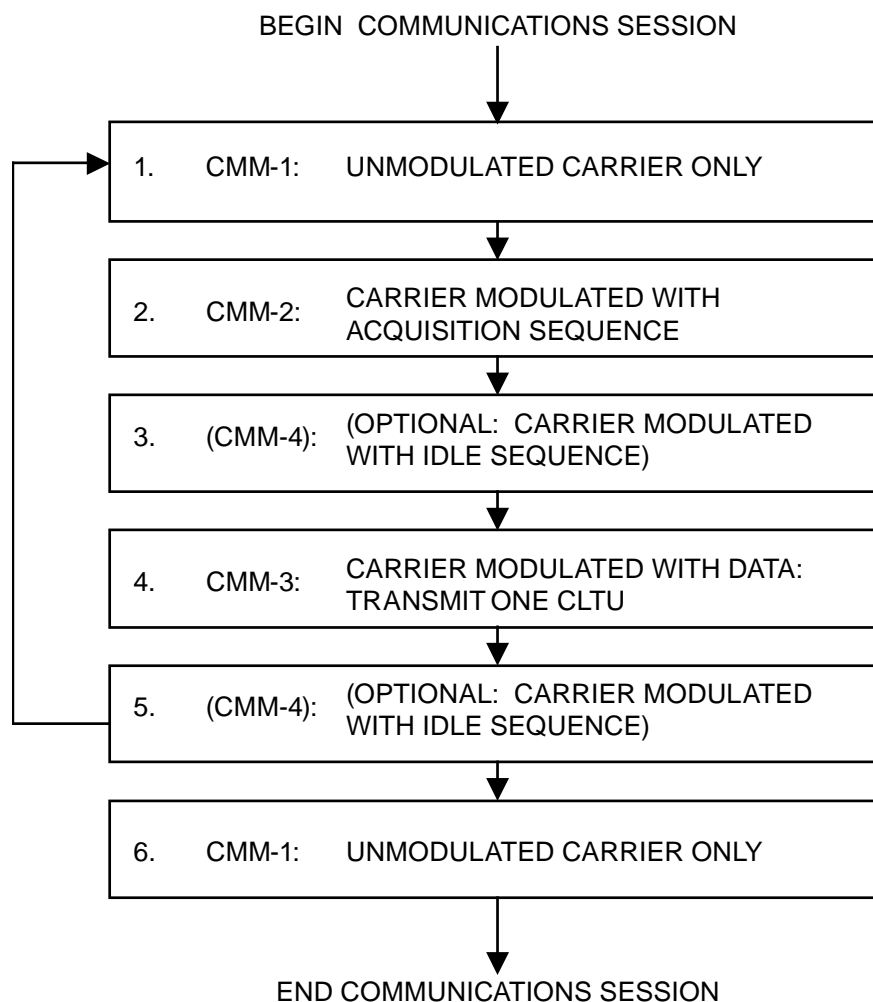 BEGIN COMMUNICATIONS SESSION
1. CMM-1: UNMODULATED CARRIER ONLY
2. CMM-2: CARRIER MODULATED WITH
ACQUISITION SEQUENCE
3. (CMM-4): (OPTIONAL: CARRIER MODULATED
WITH IDLE SEQUENCE)
4. CMM-3: CARRIER MODULATED WITH DATA:
TRANSMIT ONE CLTU
5. (CMM-4): (OPTIONAL: CARRIER MODULATED
WITH IDLE SEQUENCE)
6. CMM-1: UNMODULATED CARRIER ONLY
END COMMUNICATIONS SESSION